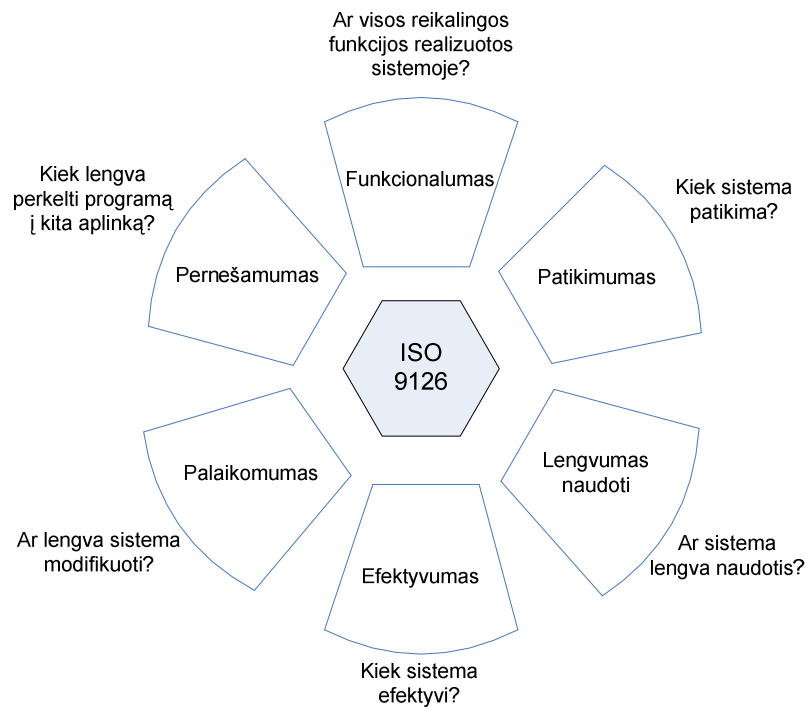 Ar visos reikalingos
funkcijos realizuotos
sistemoje?
Funkcionalumas
Kiek sistema
patikima?
Patikimumas
Kiek lengva
perkelti programą
į kita aplinką?
Pernešamumas
ISO
9126
Lengvumas
naudoti
Ar sistema
lengva naudotis?
Palaikomumas
Ar lengva sistema
modifikuoti?
Efektyvumas
Kiek sistema
efektyvi?